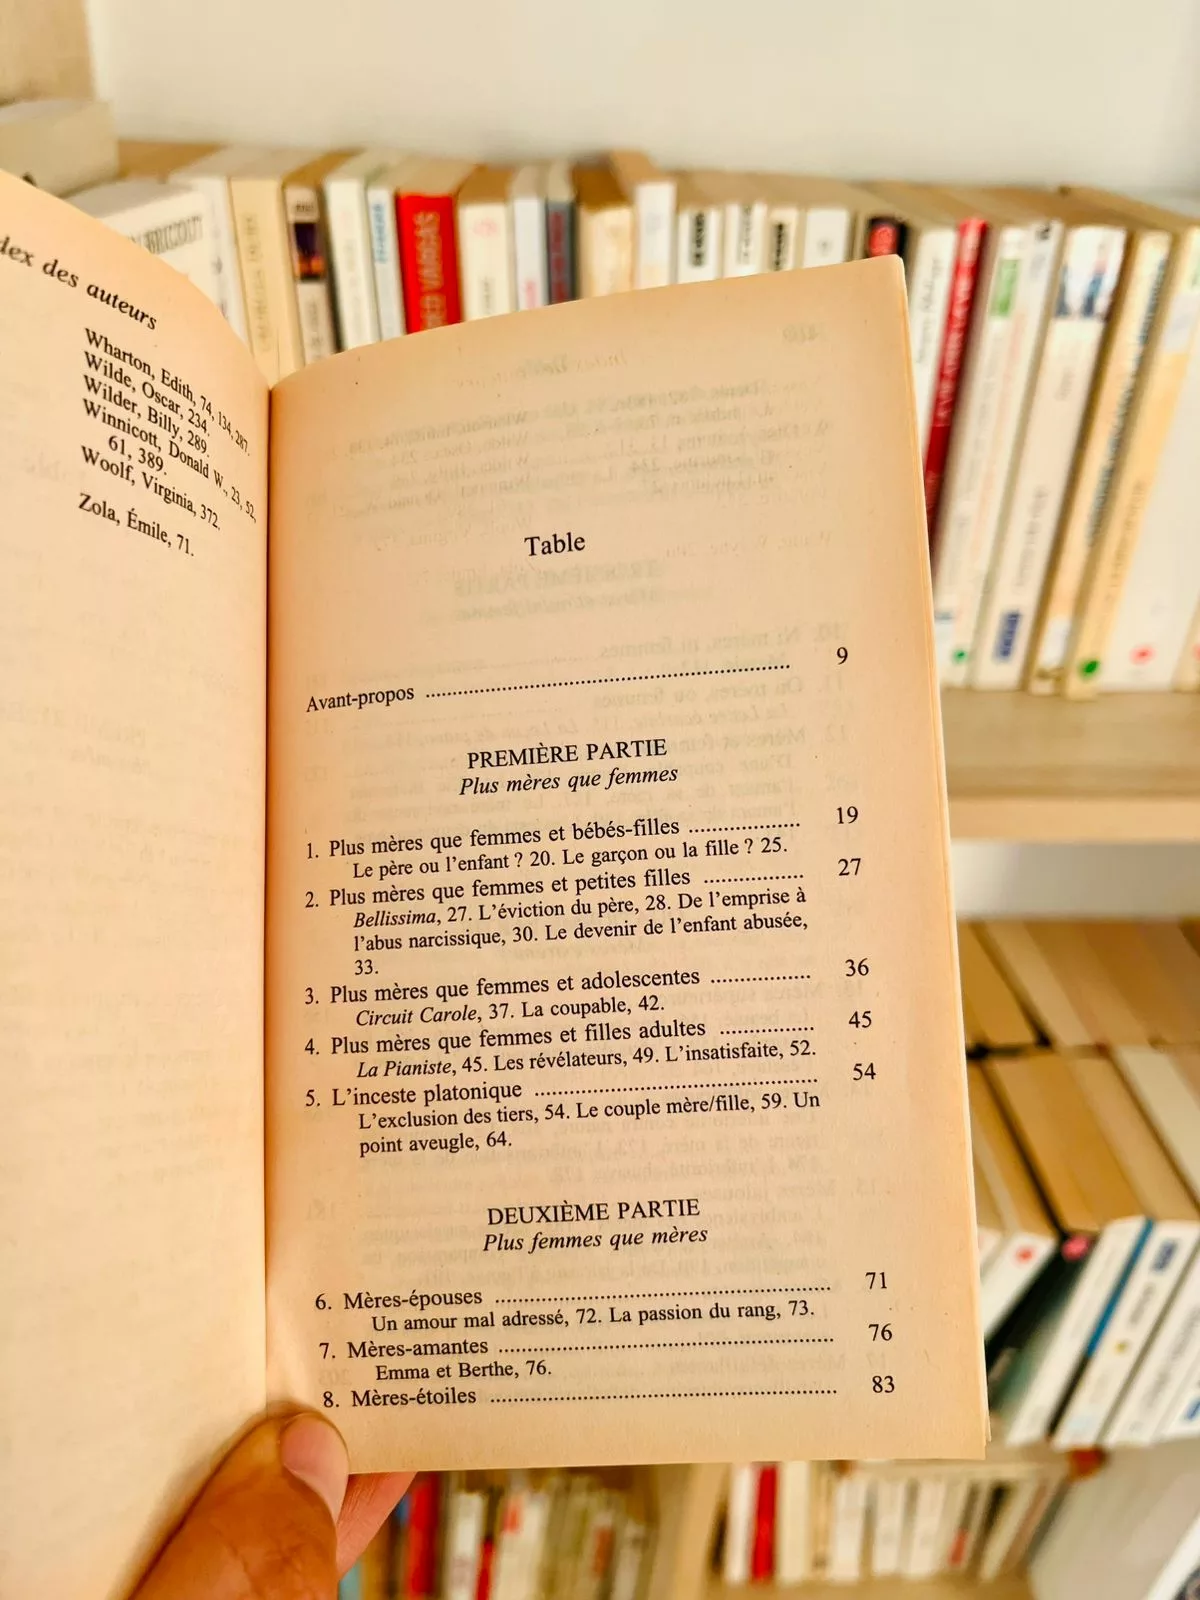 dex des auteurs
Wharton, Edith, 74, 134, 287.
Wilde, Oscar, 234.
Wilder, Billy, 289.
Winnicott, Donald W., 23, 52,
61, 389.
Woolf, Virginia, 372.
Zola, Émile, 71.
Table
Avant-propos ........ 9
PREMIÈRE PARTIE
Plus mères que femmes
1. Plus mères que femmes et bébés-filles ........ 19
Le père ou l'enfant ? 20. Le garçon ou la fille ? 25.
2. Plus mères que femmes et petites filles ........ 27
Bellissima, 27. L'éviction du père, 28. De l'emprise à
l'abus narcissique, 30. Le devenir de l'enfant abusée,
33.
3. Plus mères que femmes et adolescentes ........ 36
Circuit Carole, 37. La coupable, 42.
4. Plus mères que femmes et filles adultes ........ 45
La Pianiste, 45. Les révélateurs, 49. L'insatisfaite, 52.
5. L'inceste platonique ........ 54
L'exclusion des tiers, 54. Le couple mère/fille, 59. Un
point aveugle, 64.
DEUXIÈME PARTIE
Plus femmes que mères
6. Mères-épouses ........ 71
Un amour mal adressé, 72. La passion du rang, 73.
7. Mères-amantes ........ 76
Emma et Berthe, 76.
8. Mères-étoiles ........ 83
FRED VARGAS